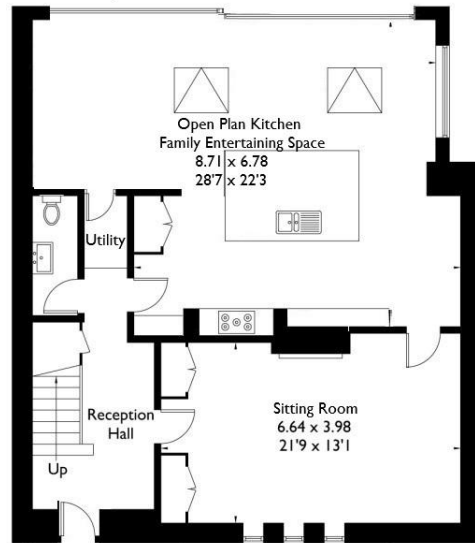 Open Plan Kitchen
Family Entertaining Space
8.71 x 6.78
28'7 x 22'3
Utility
Reception
Hall
Up
Sitting Room
6.64 x 3.98
21'9 x 13'1